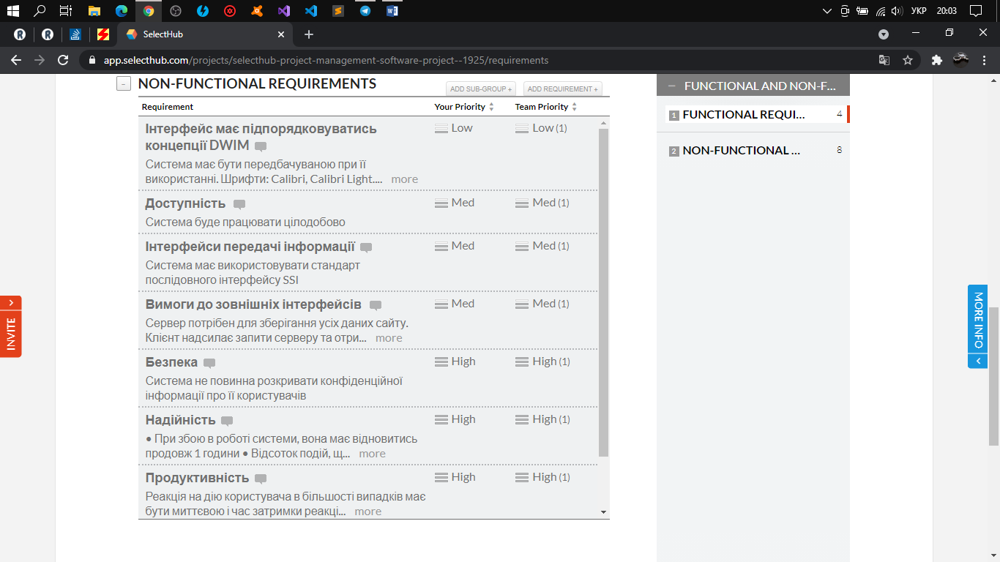 УКР
20:03
SelectHub
app.selecthub.com/projects/selecthub-project-management-software-project--1925/requirements
NON-FUNCTIONAL REQUIREMENTS
ADD SUB-GROUP +
ADD REQUIREMENT +
Requirement Your Priority Team Priority
Інтерфейс має підпорядковуватись Low Low (1)
концепції DWIM
Система має бути передбачуваною при її
використанні. Шрифти: Calibri, Calibri Light.... more
Доступність Med Med (1)
Система буде працювати цілодобово
Інтерфейси передачі інформації Med Med (1)
Система має використовувати стандарт
послідовного інтерфейсу SSI
Вимоги до зовнішніх інтерфейсів Med Med (1)
Сервер потрібен для зберігання усіх даних сайту.
Клієнт надсилає запити серверу та отри... more
Безпека High High (1)
Система не повинна розкривати конфіденційної
інформації про її користувачів
Надійність High High (1)
● При збою в роботі системи, вона має відновитись
продовж 1 години ● Відсоток подій, щ... more
Продуктивність High High (1)
Реакція на дію користувача в більшості випадків має
бути миттєвою і час затримки реакці... more
FUNCTIONAL AND NON-F...
1 FUNCTIONAL REQUI... 4
2 NON-FUNCTIONAL ... 8
INVITE
MORE INFO